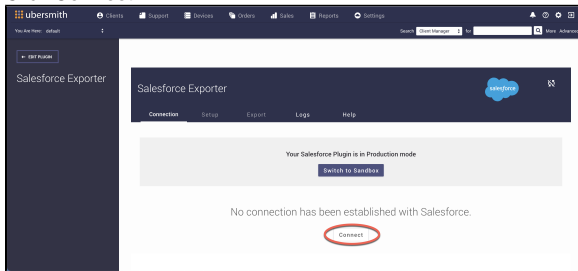 ubersmith Clients Support Devices Orders Sales Reports Settings
You Are Here: default Search Client Manager for More Advanced
← EDIT PLUGIN
Salesforce Exporter
Salesforce Exporter salesforce
Connection Setup Export Logs Help
Your Salesforce Plugin is in Production mode
Switch to Sandbox
No connection has been established with Salesforce.
Connect